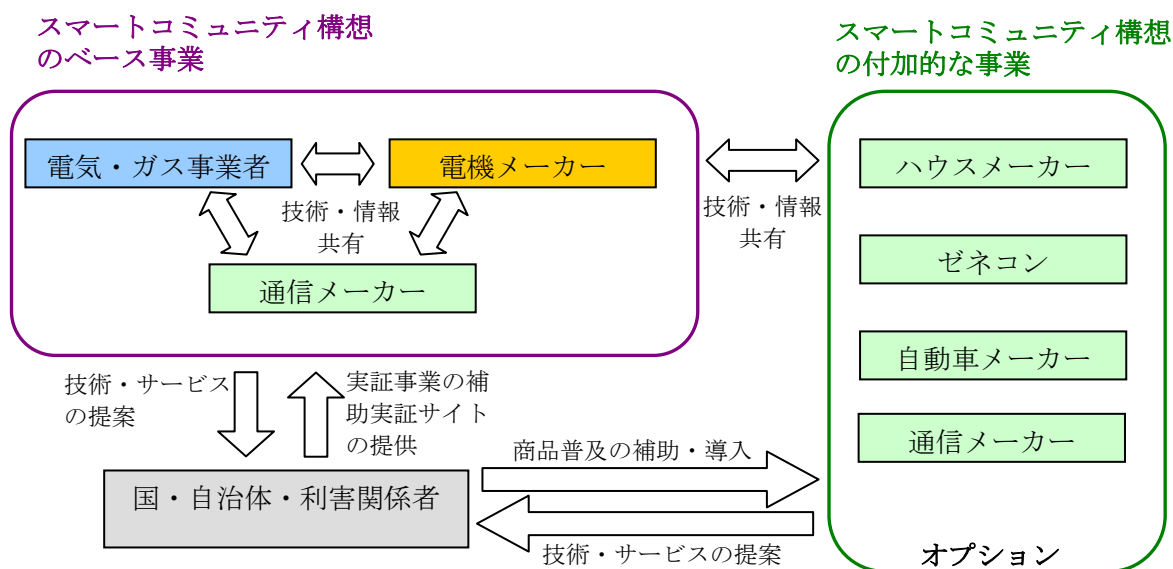 スマートコミュニティ構想
のベース事業
スマートコミュニティ構想
の付加的な事業
電気・ガス事業者
電機メーカー
技術・情報
共有
通信メーカー
技術・情報
共有
ハウスメーカー
ゼネコン
自動車メーカー
通信メーカー
オプション
技術・サービス
の提案
実証事業の補
助実証サイト
の提供
国・自治体・利害関係者
商品普及の補助・導入
技術・サービスの提案